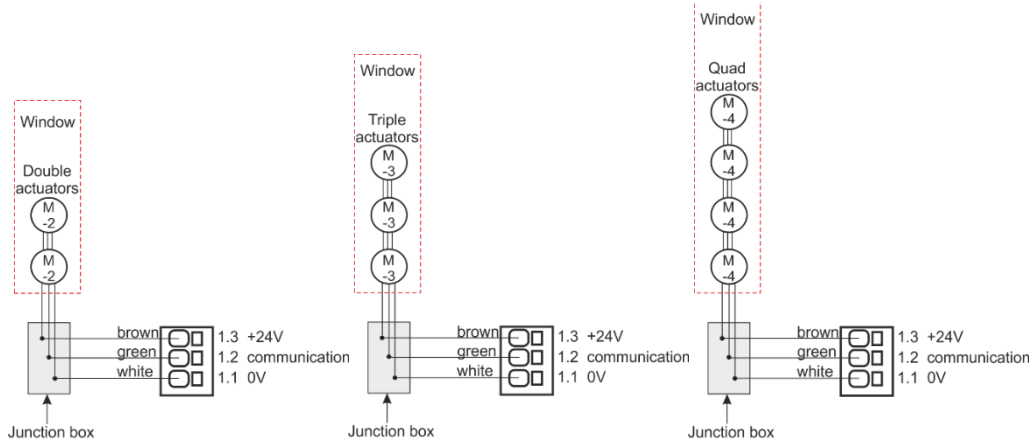 Window
Double
actuators
M
-2
M
-2
brown 1.3 +24V
green 1.2 communication
white 1.1 0V
Junction box
Window
Triple
actuators
M
-3
M
-3
M
-3
brown 1.3 +24V
green 1.2 communication
white 1.1 0V
Junction box
Window
Quad
actuators
M
-4
M
-4
M
-4
M
-4
brown 1.3 +24V
green 1.2 communication
white 1.1 0V
Junction box